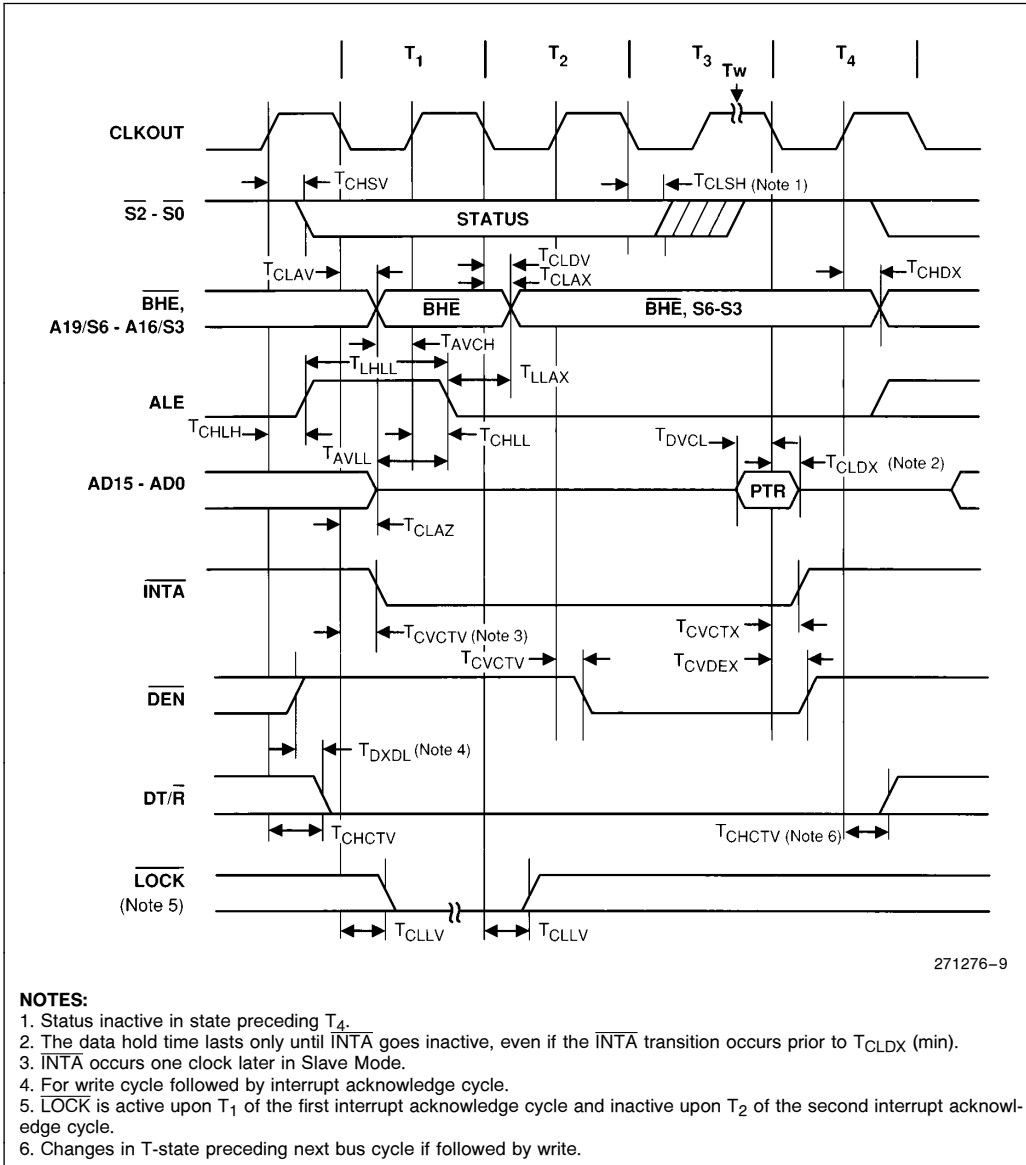 T1 T2 T3 T4
TW
CLKOUT
TCHSV TCLSH (Note 1)
S2 - S0 STATUS
TCLDV
TCLAV TCLAX TCHDX
BHE, BHE BHE, S6-S3
A19/S6 - A16/S3
TAVCH
TLHLL TLLAX
ALE
TCHLH TCHLL TDVCL
TAVLL TCLDX (Note 2)
AD15 - AD0 PTR
TCLAZ
INTA
TCVCTV (Note 3) TCVCTX
TCVCTV TCVDEX
DEN
TDXDL (Note 4)
DT/R
TCHCTV TCHCTV (Note 6)
LOCK
(Note 5)
TCLLV TCLLV
271276-9
NOTES:
1. Status inactive in state preceding T4.
2. The data hold time lasts only until INTA goes inactive, even if the INTA transition occurs prior to TCLDX (min).
3. INTA occurs one clock later in Slave Mode.
4. For write cycle followed by interrupt acknowledge cycle.
5. LOCK is active upon T1 of the first interrupt acknowledge cycle and inactive upon T2 of the second interrupt acknowl-
edge cycle.
6. Changes in T-state preceding next bus cycle if followed by write.